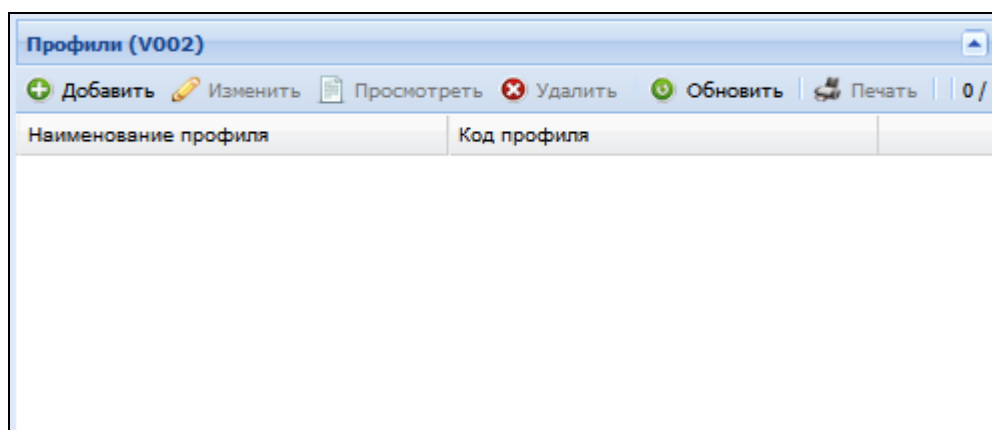 Профили (V002)
Добавить Изменить Просмотреть Удалить Обновить Печать 0 /
Наименование профиля Код профиля